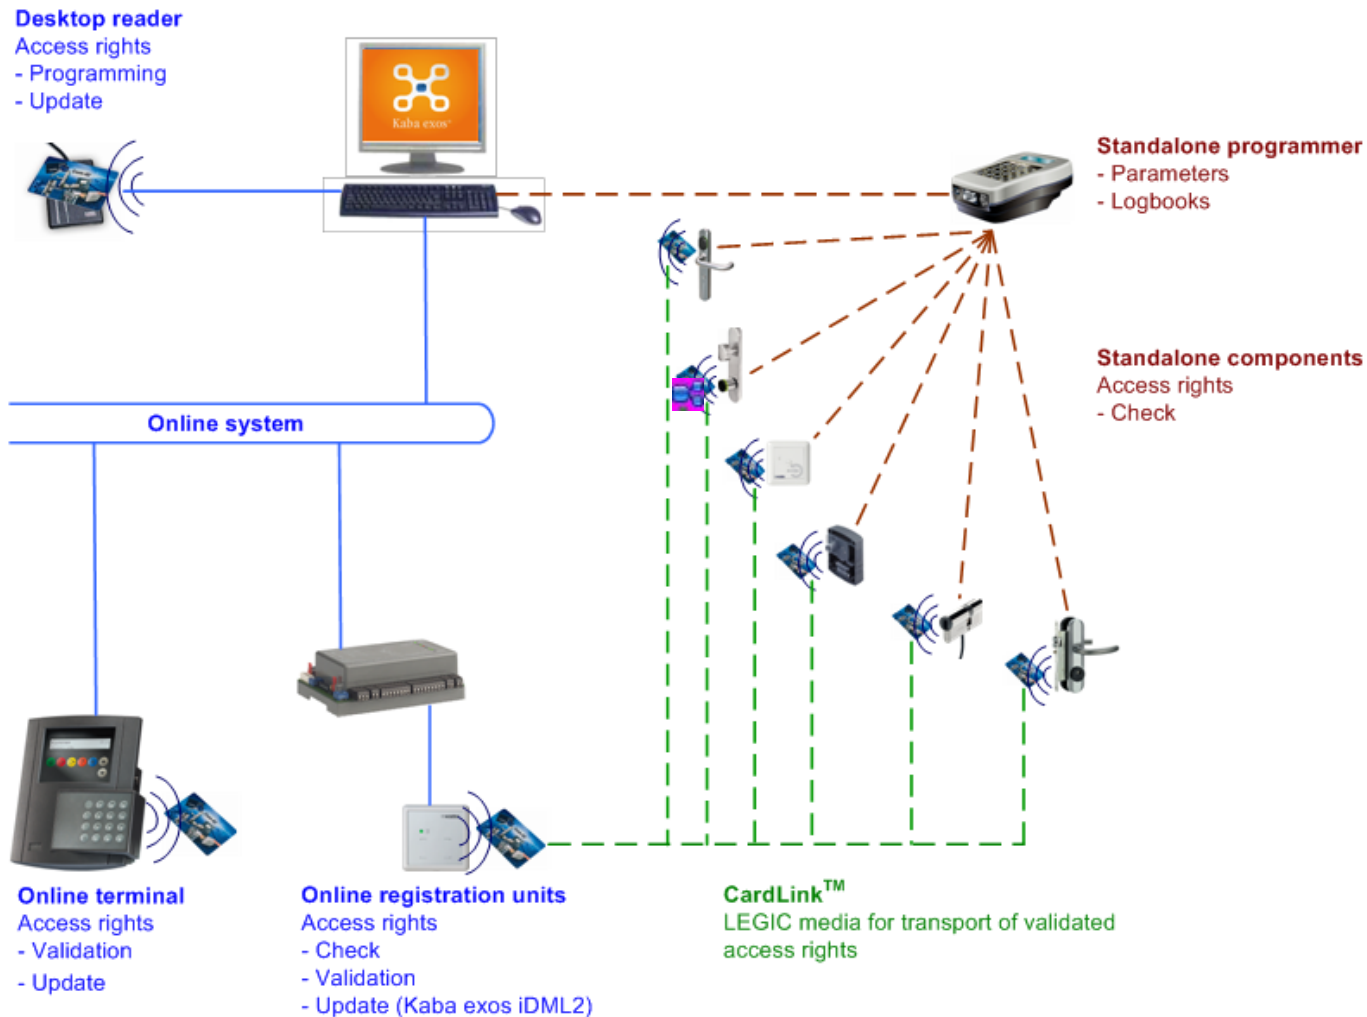 Desktop reader
Access rights
- Programming
- Update
Kaba exos
Standalone programmer
- Parameters
- Logbooks
Standalone components
Access rights
- Check
Online system
Online terminal
Access rights
- Validation
- Update
Online registration units
Access rights
- Check
- Validation
- Update (Kaba exos iDML2)
CardLink™
LEGIC media for transport of validated
access rights